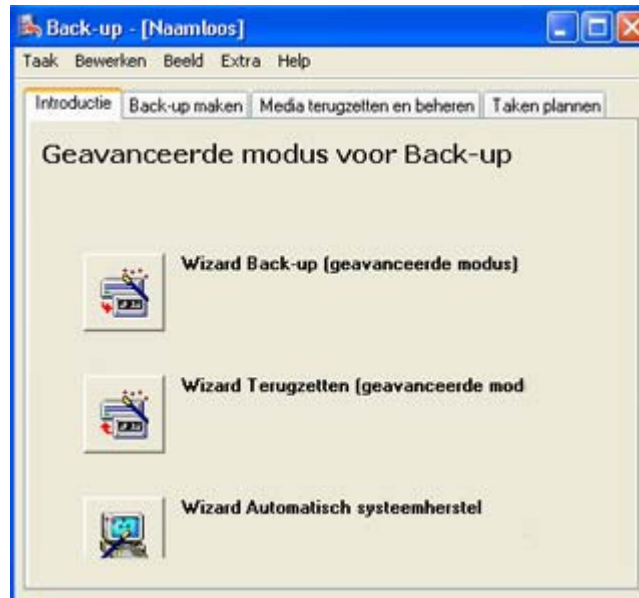 Back-up - [Naamloos]
Taak Bewerken Beeld Extra Help
Introductie Back-up maken Media terugzetten en beheren Taken plannen
Geavanceerde modus voor Back-up
Wizard Back-up (geavanceerde modus)
Wizard Terugzetten (geavanceerde mod
Wizard Automatisch systeemherstel